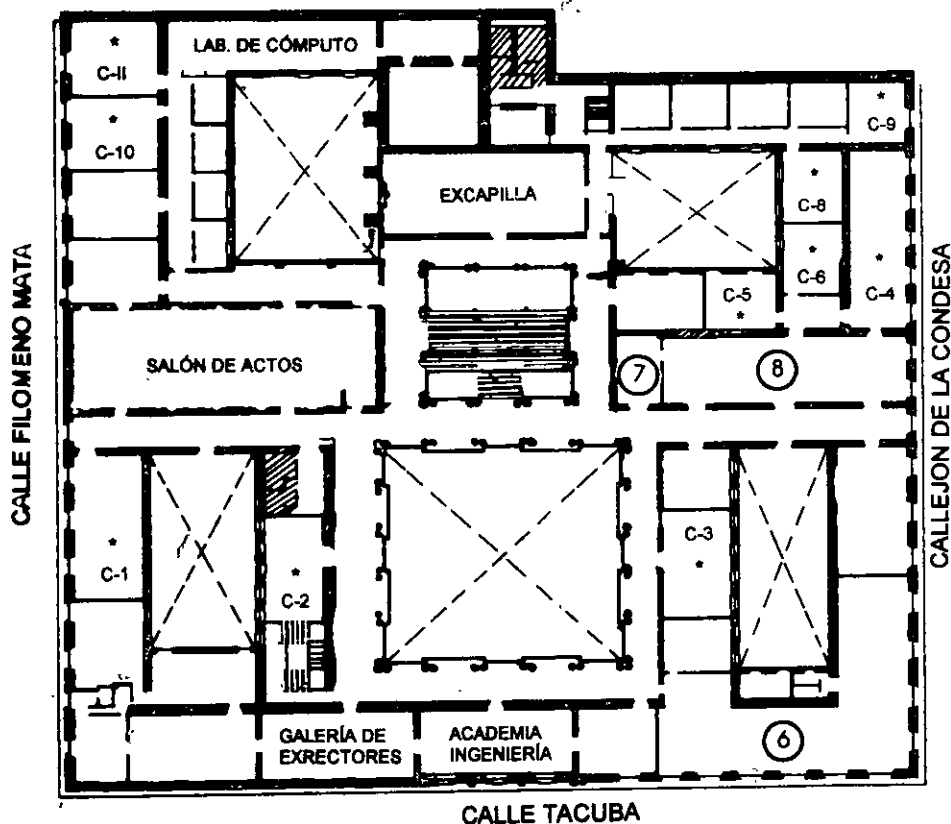 LAB. DE CÓMPUTO
C-11
C-10
C-9
EXCAPILLA
C-8
C-6
C-5
C-4
SALÓN DE ACTOS
7
8
CALLE FILOMENO MATA
CALLEJON DE LA CONDESA
C-1
C-2
C-3
GALERÍA DE
EXRECTORES
ACADEMIA
INGENIERÍA
6
CALLE TACUBA